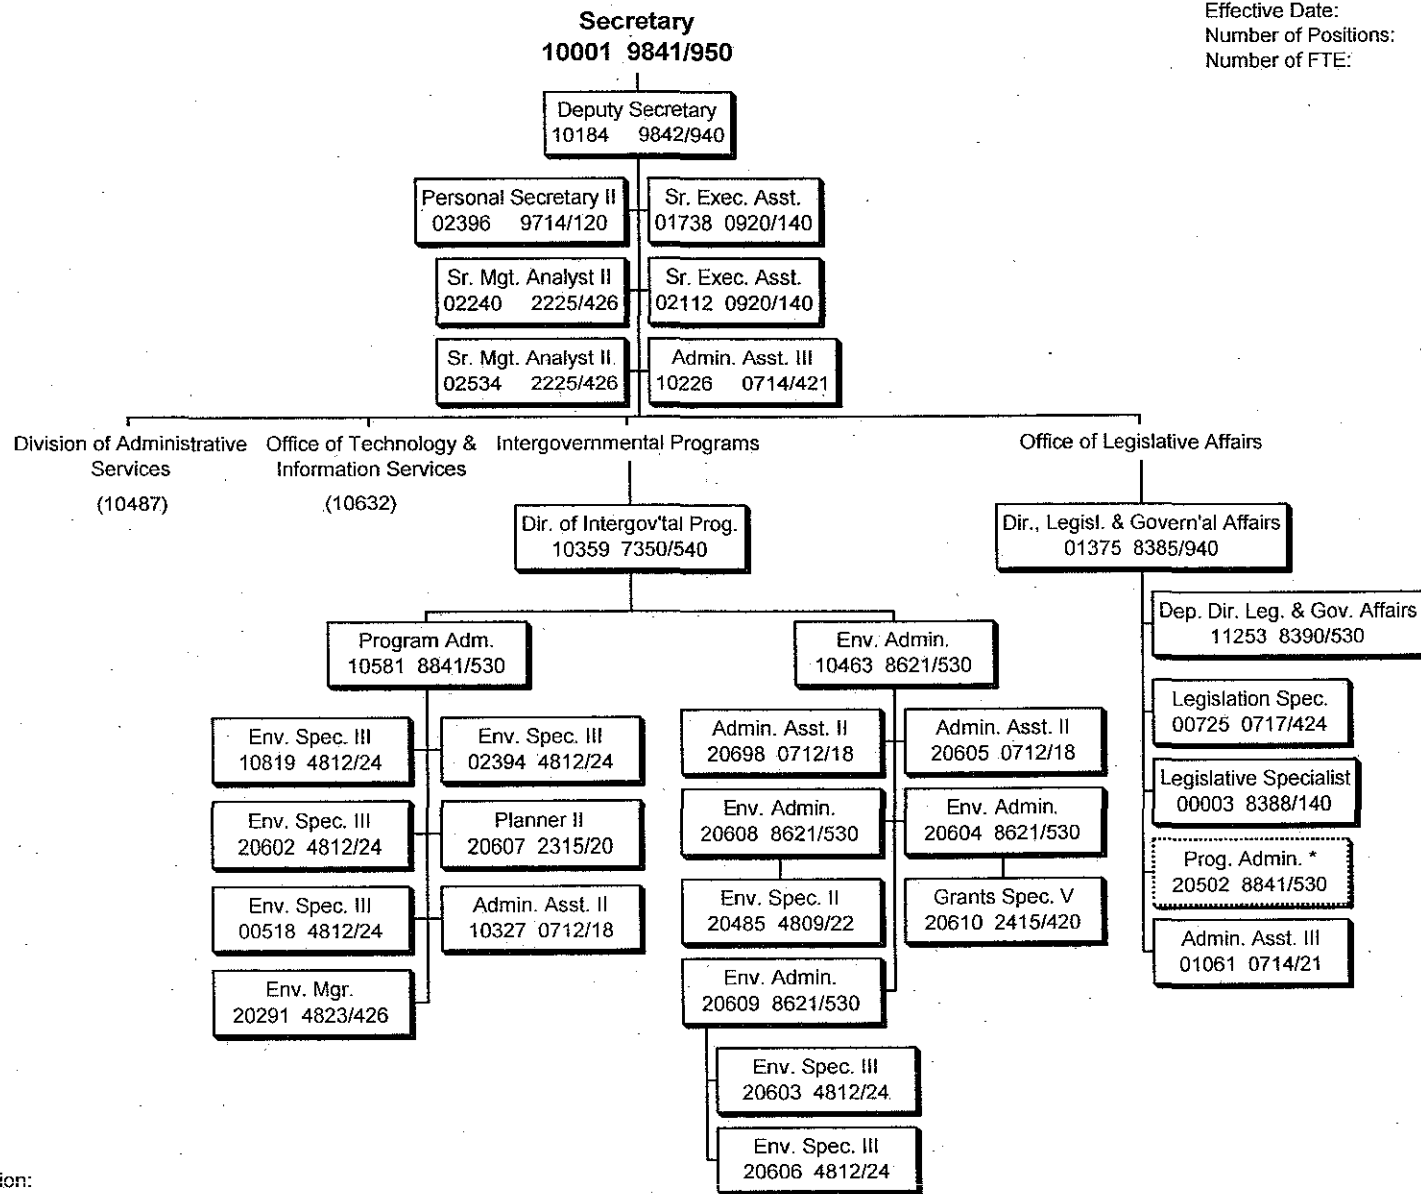 Effective Date:
Number of Positions:
Number of FTE:
Secretary
10001 9841/950
Deputy Secretary
10184 9842/940
Personal Secretary II
02396 9714/120
Sr. Exec. Asst.
01738 0920/140
Sr. Mgt. Analyst II
02240 2225/426
Sr. Exec. Asst.
02112 0920/140
Sr. Mgt. Analyst II
02534 2225/426
Admin. Asst. III
10226 0714/421
Division of Administrative
Services
(10487)
Office of Technology &
Information Services
(10632)
Intergovernmental Programs
Office of Legislative Affairs
Dir. of Intergov'tal Prog.
10359 7350/540
Dir., Legisl. & Govern'al Affairs
01375 8385/940
Program Adm.
10581 8841/530
Env. Admin.
10463 8621/530
Dep. Dir. Leg. & Gov. Affairs
11253 8390/530
Env. Spec. III
10819 4812/24
Env. Spec. III
02394 4812/24
Admin. Asst. II
20698 0712/18
Admin. Asst. II
20605 0712/18
Legislation Spec.
00725 0717/424
Env. Spec. III
20602 4812/24
Planner II
20607 2315/20
Env. Admin.
20608 8621/530
Env. Admin.
20604 8621/530
Legislative Specialist
00003 8388/140
Env. Spec. III
00518 4812/24
Admin. Asst. II
10327 0712/18
Env. Spec. II
20485 4809/22
Grants Spec. V
20610 2415/420
Prog. Admin. *
20502 8841/530
Env. Mgr.
20291 4823/426
Env. Admin.
20609 8621/530
Admin. Asst. III
01061 0714/21
Env. Spec. III
20603 4812/24
Env. Spec. III
20606 4812/24
ion: